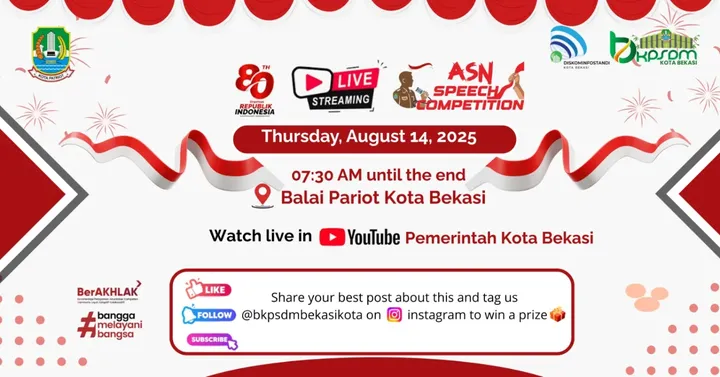 KOTA PATRIOT
DISKOMINFOSTANDI
KOTA BEKASI
bkpsdm
KOTA BEKASI
80TH
REPUBLIK
INDONESIA
LIVE
STREAMING
ASN
SPEECH
COMPETITION
Thursday, August 14, 2025
07:30 AM until the end
Balai Pariot Kota Bekasi
Watch live in YouTube Pemerintah Kota Bekasi
BerAKHLAK
#bangga
melayani
bangsa
LIKE
FOLLOW
SUBSCRIBE
Share your best post about this and tag us
@bkpsdmbekasikota on instagram to win a prize